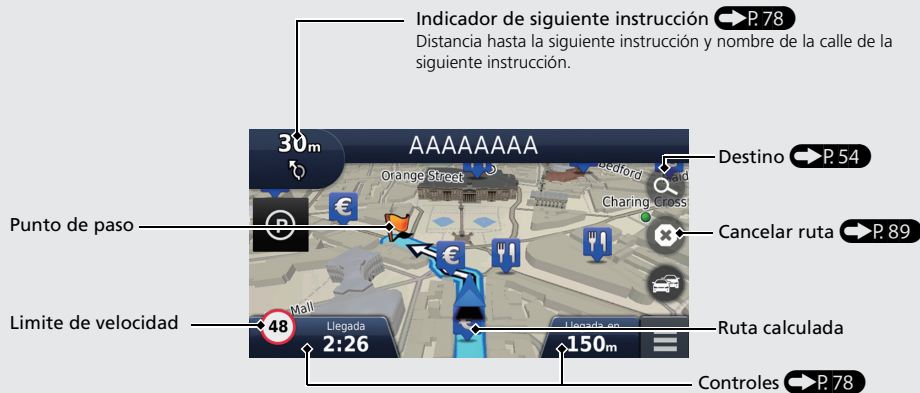 Indicador de siguiente instrucción P. 78
Distancia hasta la siguiente instrucción y nombre de la calle de la
siguiente instrucción.
30m
AAAAAAAA
Orange Street
Bedford
Charing Cross
Destino P. 54
P
Punto de paso
Cancelar ruta P. 89
Mall
Limite de velocidad
48
Llegada
2:26
Llegada en
150m
Ruta calculada
Controles P. 78